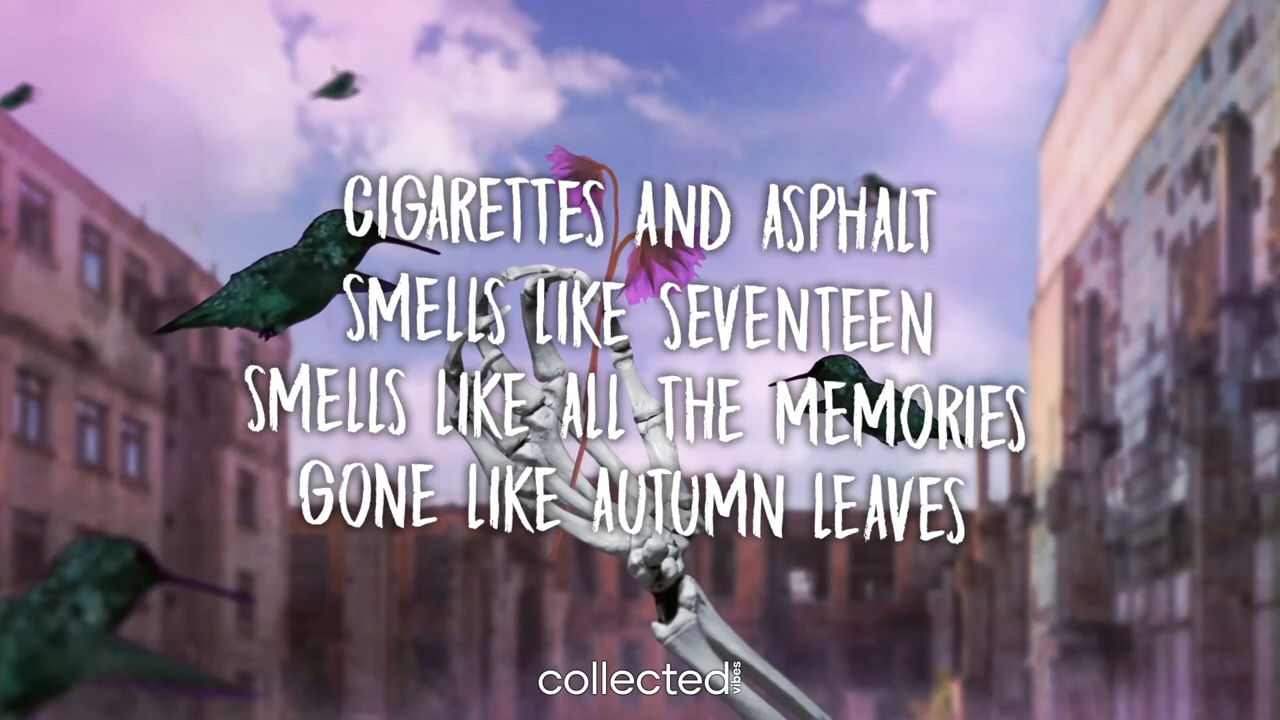 CIGARETTES AND ASPHALT
SMELLS LIKE SEVENTEEN
SMELLS LIKE ALL THE MEMORIES
GONE LIKE AUTUMN LEAVES
collected vibes